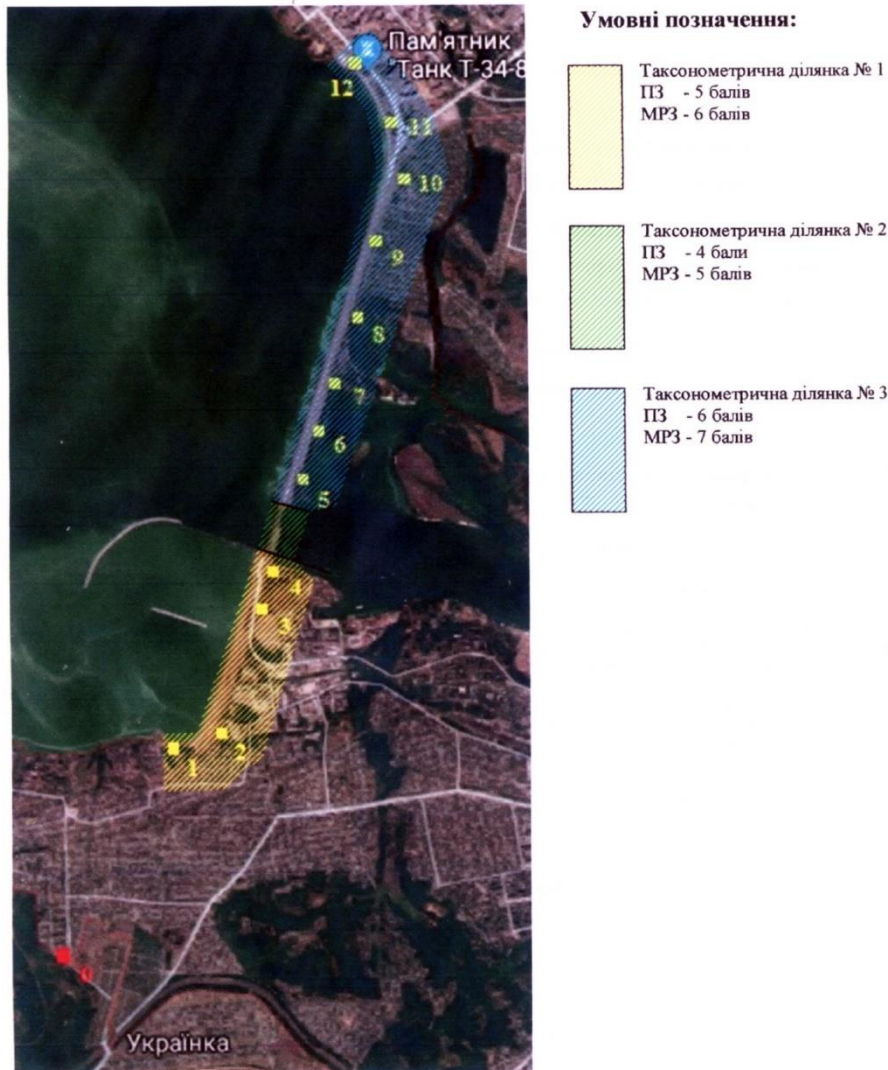 Умовні позначення:
Таксонометрична ділянка № 1
ПЗ - 5 балів
МРЗ - 6 балів
Таксонометрична ділянка № 2
ПЗ - 4 бали
МРЗ - 5 балів
Таксонометрична ділянка № 3
ПЗ - 6 балів
МРЗ - 7 балів
Пам'ятник
Танк Т-34-8
12
11
10
9
8
7
6
5
4
3
2
1
0
Українка